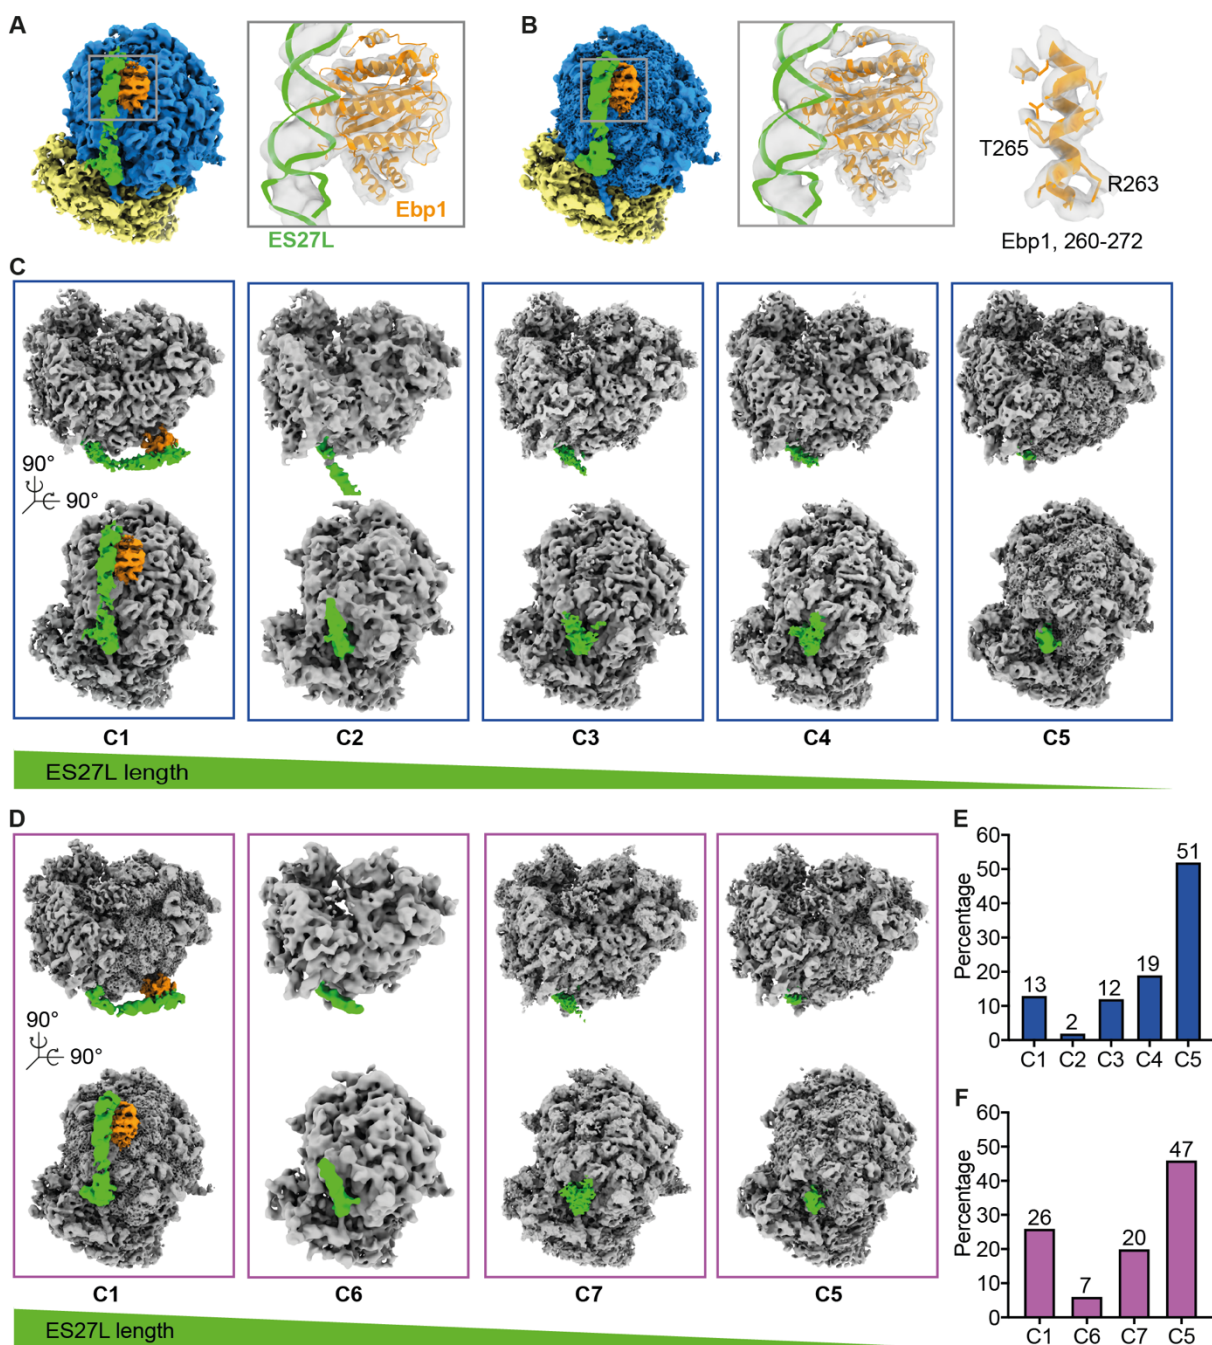 A
B
Ebp1
ES27L
T265
R263
Ebp1, 260-272
C
90°
90°
C1
C2
C3
C4
C5
ES27L length
D
90°
90°
C1
C6
C7
C5
ES27L length
E
Percentage
60
50
40
30
20
10
0
13
2
12
19
51
C1
C2
C3
C4
C5
F
Percentage
60
50
40
30
20
10
0
26
7
20
47
C1
C6
C7
C5